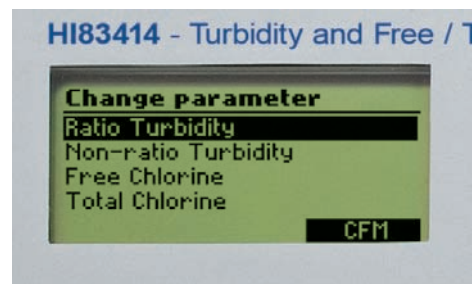 HI83414 - Turbidity and Free /
Change parameter
Ratio Turbidity
Non-ratio Turbidity
Free Chlorine
Total Chlorine
CFM